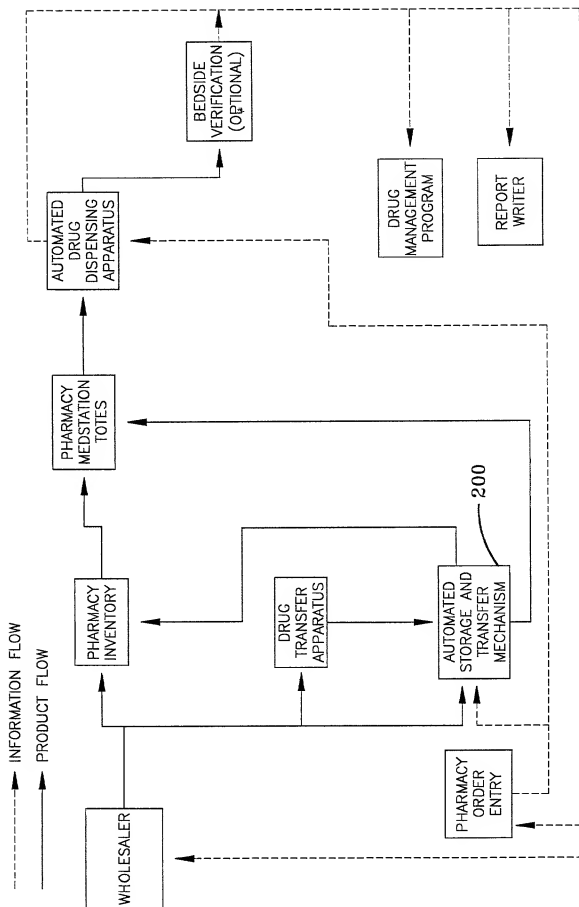 INFORMATION FLOW
PRODUCT FLOW
WHOLESALER
PHARMACY
INVENTORY
PHARMACY
MEDSTATION
TOTES
AUTOMATED
DRUG
DISPENSING
APPARATUS
BEDSIDE
VERIFICATION
(OPTIONAL)
DRUG
TRANSFER
APPARATUS
PHARMACY
ORDER
ENTRY
AUTOMATED
STORAGE AND
TRANSFER
MECHANISM
200
DRUG
MANAGEMENT
PROGRAM
REPORT
WRITER